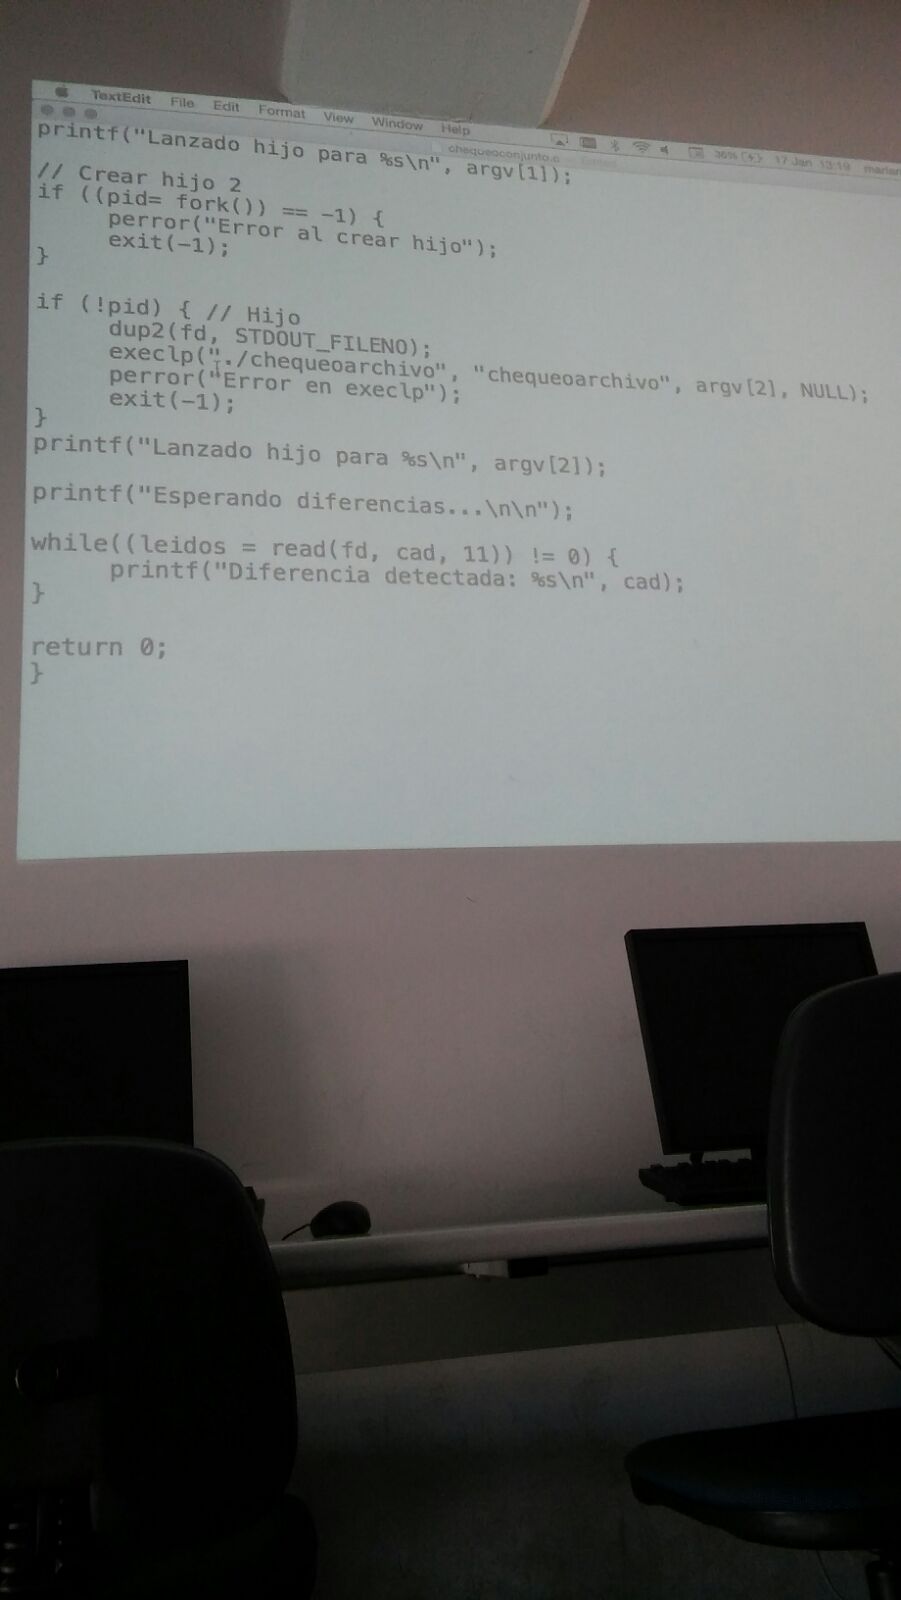 TextEdit File Edit Format View Window Help
36% 17 Jan 13:19
chequeoconjunto.c
printf("Lanzado hijo para %s\n", argv[1]);
// Crear hijo 2
if ((pid= fork()) == -1) {
perror("Error al crear hijo");
exit(-1);
}
if (!pid) { // Hijo
dup2(fd, STDOUT_FILENO);
execlp("./chequeoarchivo", "chequeoarchivo", argv[2], NULL);
perror("Error en execlp");
exit(-1);
}
printf("Lanzado hijo para %s\n", argv[2]);
printf("Esperando diferencias...\n\n");
while((leidos = read(fd, cad, 11)) != 0) {
printf("Diferencia detectada: %s\n", cad);
}
return 0;
}